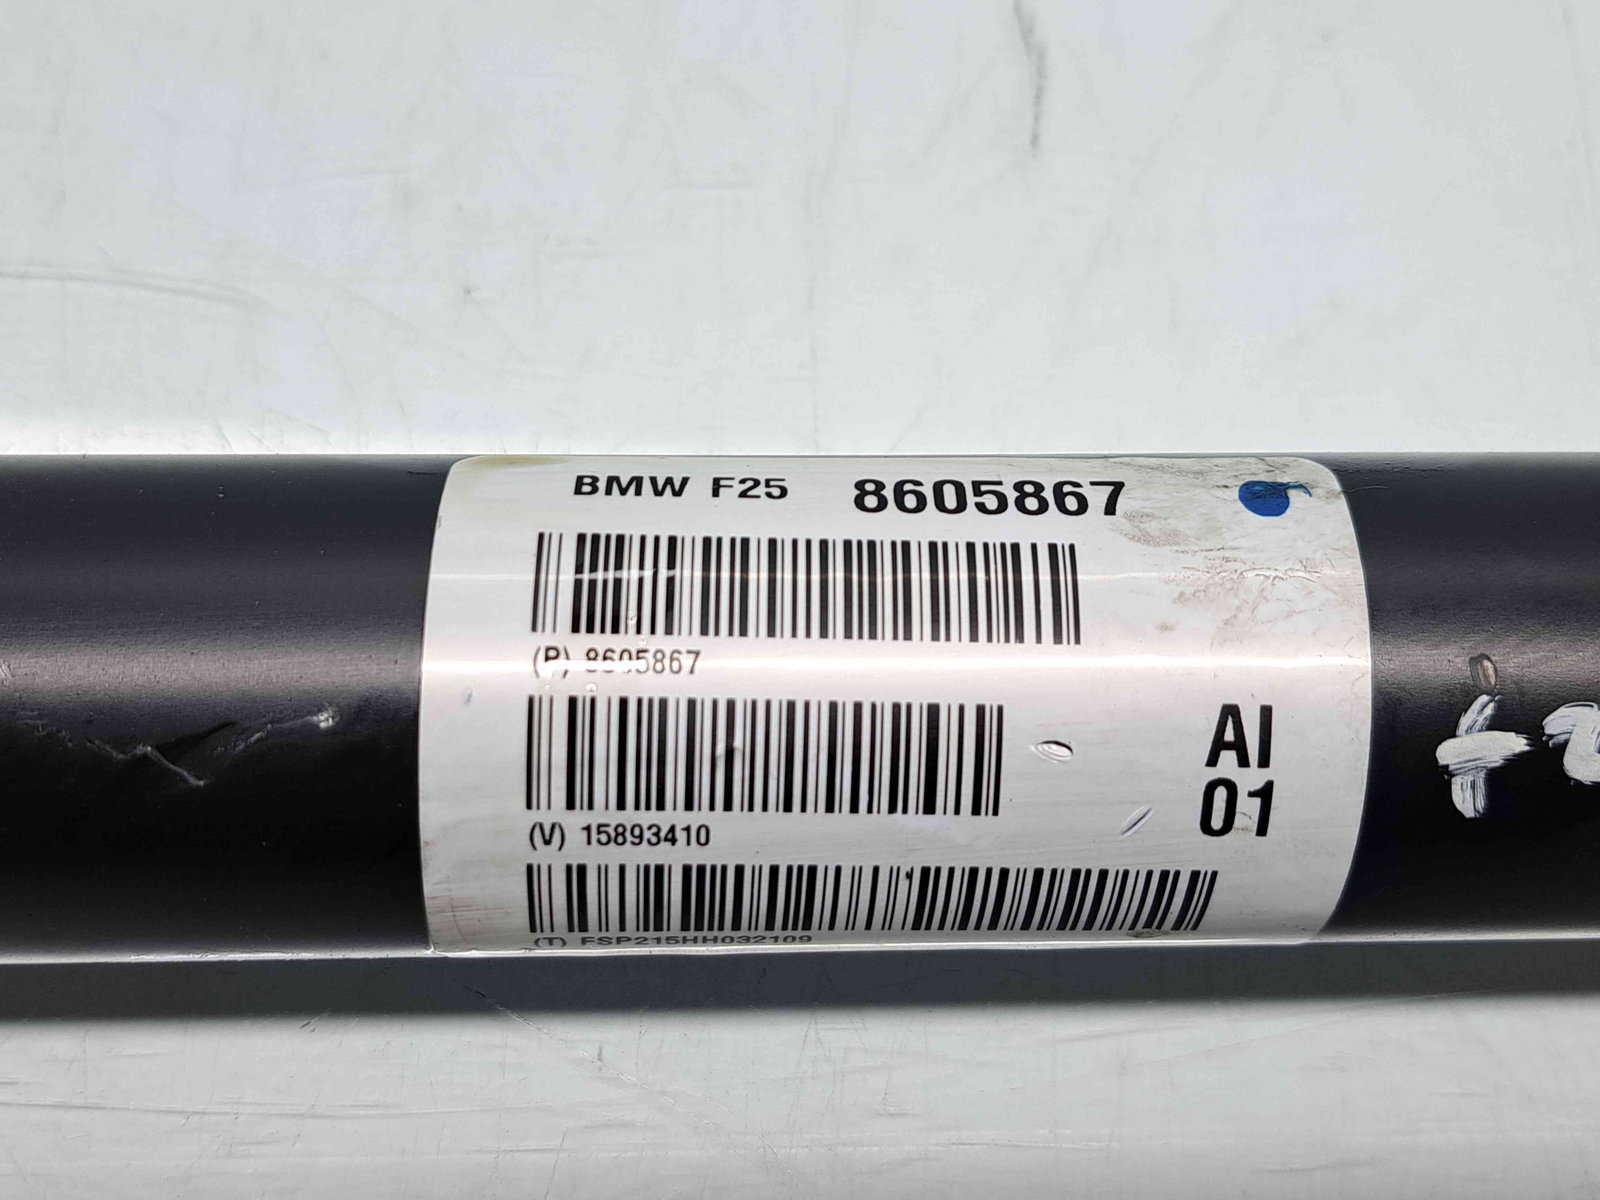 BMW F25 8605867
(P) 8605867
AI
01
(V) 15893410
(T) FSP215HH032109